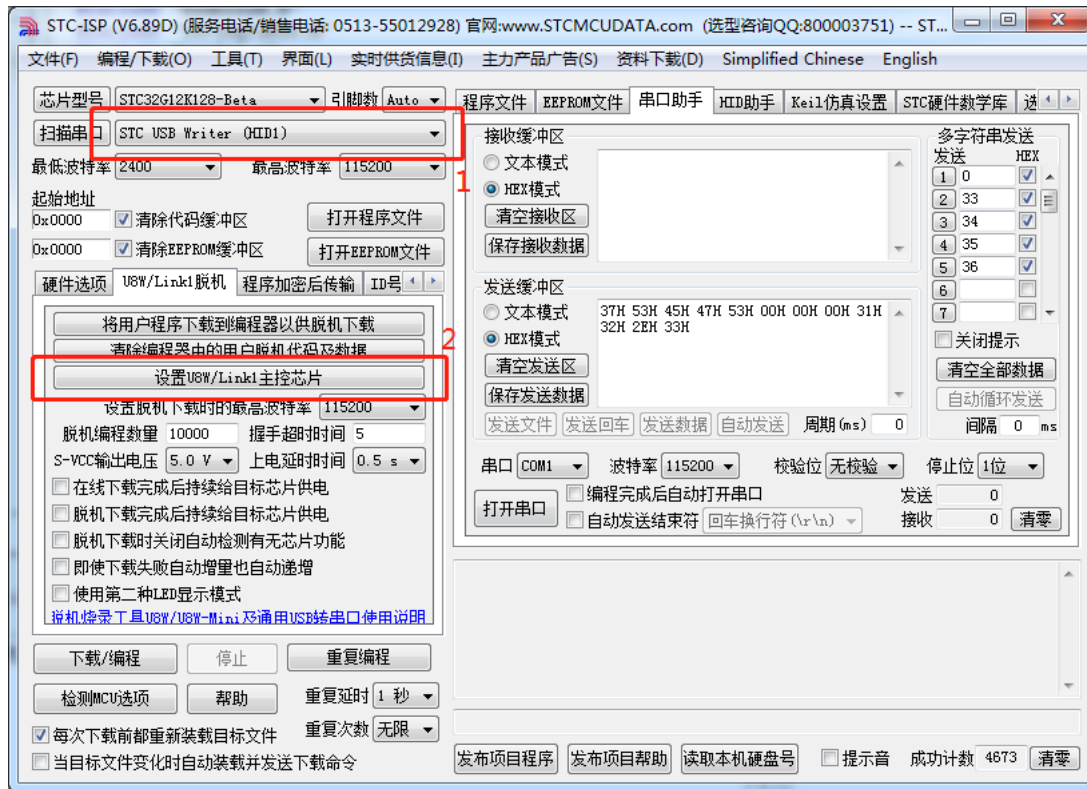 STC-ISP (V6.89D) (服务电话/销售电话: 0513-55012928) 官网:www.STCMCUDATA.com (选型咨询QQ:800003751) -- ST...
文件(F) 编程/下载(O) 工具(T) 界面(L) 实时供货信息(I) 主力产品广告(S) 资料下载(D) Simplified Chinese English
芯片型号 STC32G12K128-Beta 引脚数 Auto
扫描串口 STC USB Writer (HID1)
1
最低波特率 2400 最高波特率 115200
起始地址
0x0000 清除代码缓冲区 打开程序文件
0x0000 清除EEPROM缓冲区 打开EEPROM文件
硬件选项 U8W/Link1脱机 程序加密后传输 ID号
将用户程序下载到编程器以供脱机下载
清除编程器中的用户脱机代码及数据
2
设置U8W/Link1主控芯片
设置脱机下载时的最高波特率 115200
脱机编程数量 10000 握手超时时间 5
S-VCC输出电压 5.0 V 上电延时时间 0.5 s
在线下载完成后持续给目标芯片供电
脱机下载完成后持续给目标芯片供电
脱机下载时关闭自动检测有无芯片功能
即使下载失败自动增量也自动递增
使用第二种LED显示模式
脱机烧录工具U8W/U8W-Mini及通用USB转串口使用说明
下载/编程 停止 重复编程
检测MCU选项 帮助 重复延时 1 秒
每次下载前都重新装载目标文件 重复次数 无限
当目标文件变化时自动装载并发送下载命令
程序文件 EEPROM文件 串口助手 HID助手 Keil仿真设置 STC硬件数学库 选
接收缓冲区
文本模式
HEX模式
清空接收区
保存接收数据
发送缓冲区
文本模式
HEX模式
清空发送区
保存发送数据
37H 53H 45H 47H 53H 00H 00H 00H 31H
32H 2EH 33H
发送文件 发送回车 发送数据 自动发送 周期(ms) 0
多字符串发送
发送 HEX
1 0
2 33
3 34
4 35
5 36
6
7
关闭提示
清空全部数据
自动循环发送
间隔 0 ms
串口 COM1 波特率 115200 校验位 无校验 停止位 1位
打开串口 编程完成后自动打开串口 发送 0
自动发送结束符 回车换行符(\r\n) 接收 0 清零
发布项目程序 发布项目帮助 读取本机硬盘号 提示音 成功计数 4673 清零